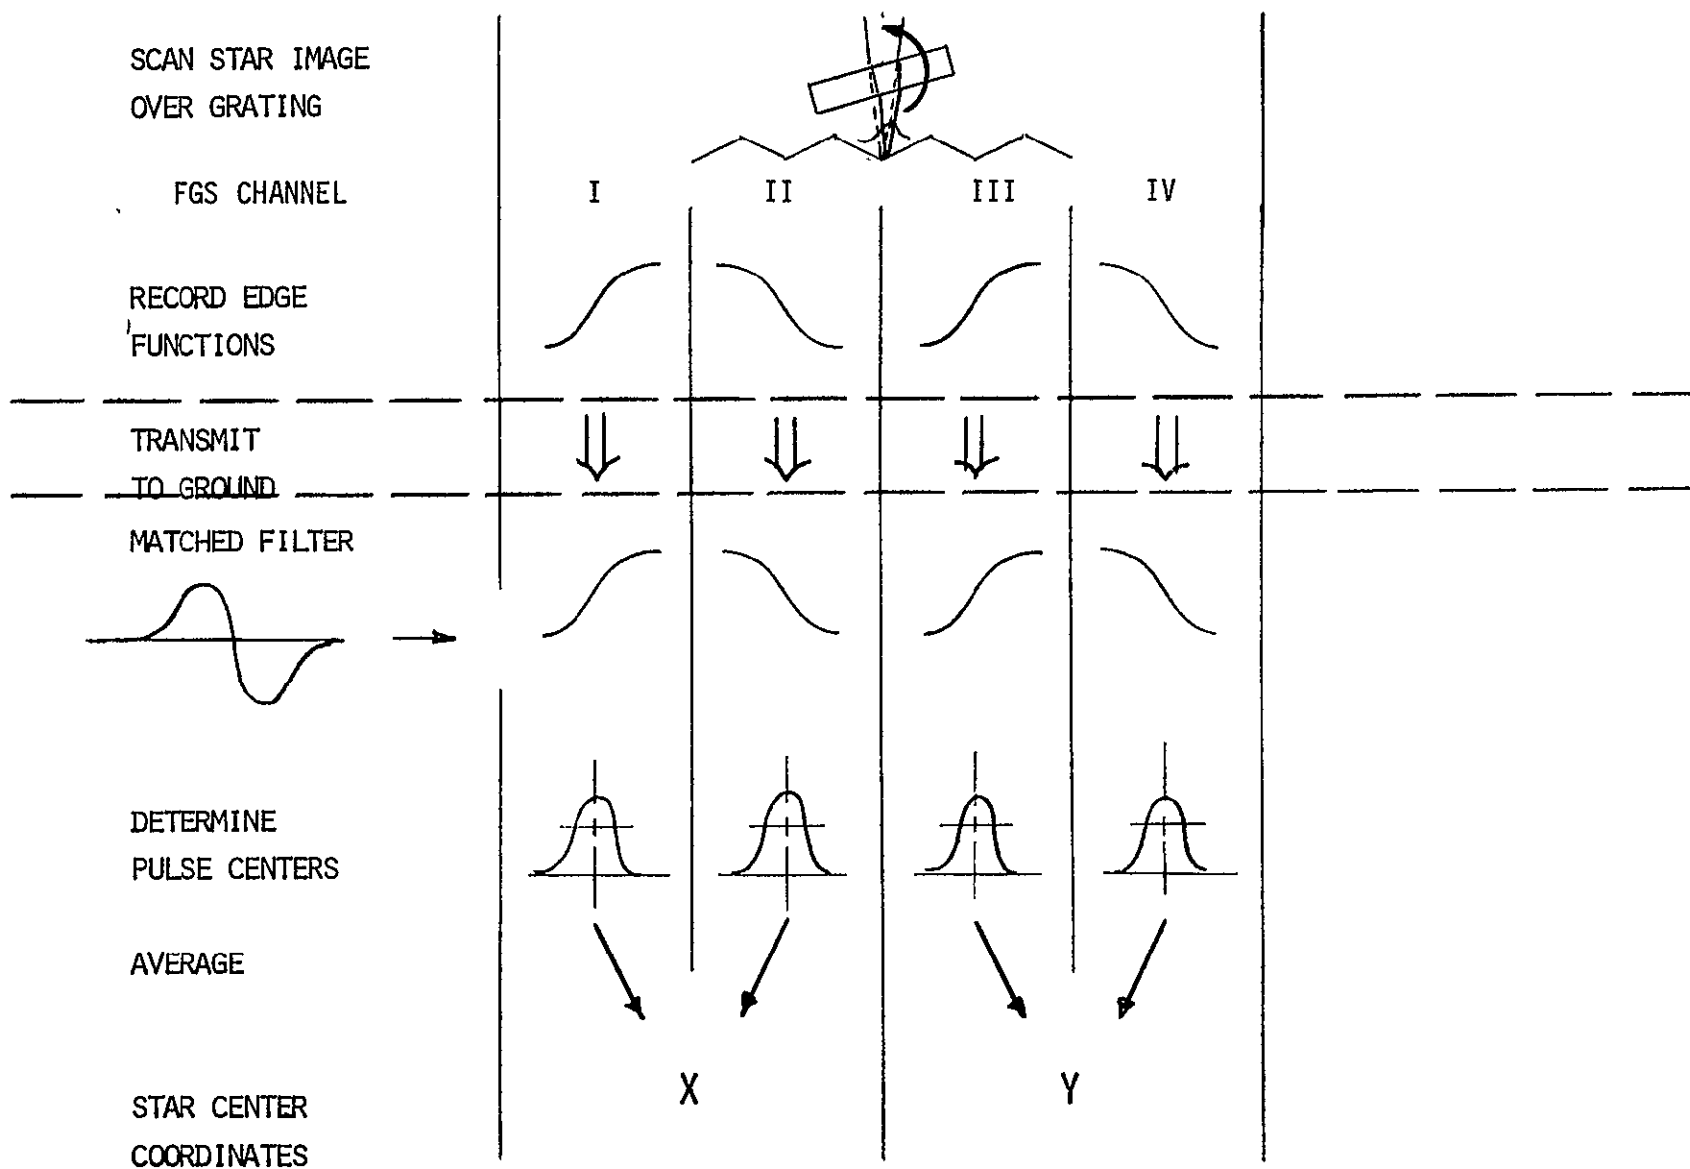 SCAN STAR IMAGE
OVER GRATING
FGS CHANNEL
I
II
III
IV
RECORD EDGE
FUNCTIONS
TRANSMIT
TO GROUND
MATCHED FILTER
DETERMINE
PULSE CENTERS
AVERAGE
X
Y
STAR CENTER
COORDINATES